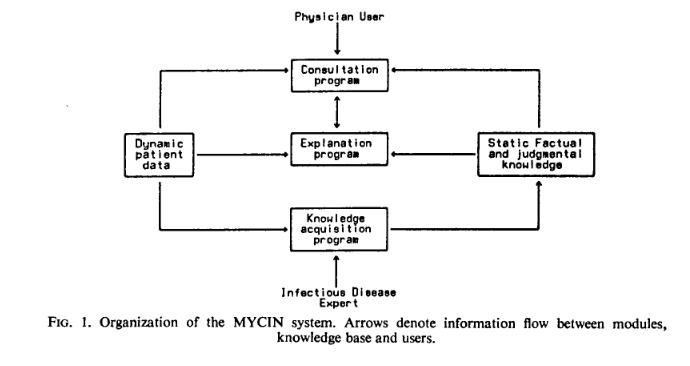 Physician User
Consultation
program
Dynamic
patient
data
Explanation
program
Static Factual
and judgmental
knowledge
Knowledge
acquisition
program
Infectious Disease
Expert
FIG. 1. Organization of the MYCIN system. Arrows denote information flow between modules,
knowledge base and users.